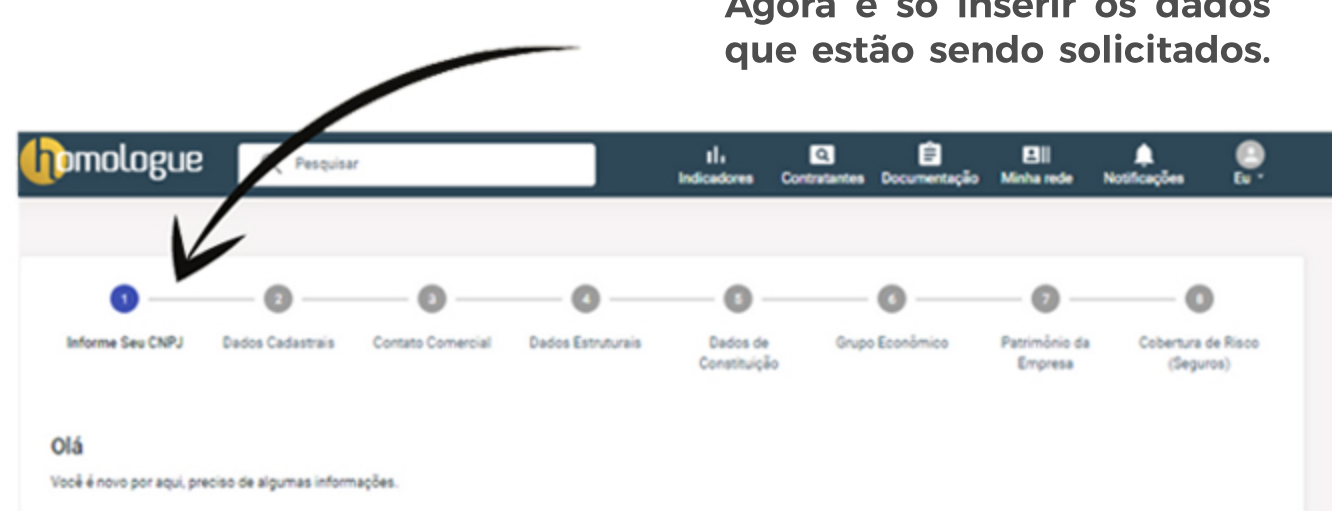 Agora é só inserir os dados
que estão sendo solicitados.
homologue
Pesquisar
Indicadores
Contratantes
Documentação
Minha rede
Notificações
Eu
1
2
3
4
5
6
7
8
Informe Seu CNPJ
Dados Cadastrais
Contato Comercial
Dados Estruturais
Dados de
Constituição
Grupo Econômico
Patrimônio da
Empresa
Cobertura de Risco
(Seguros)
Olá
Você é novo por aqui, preciso de algumas informações.